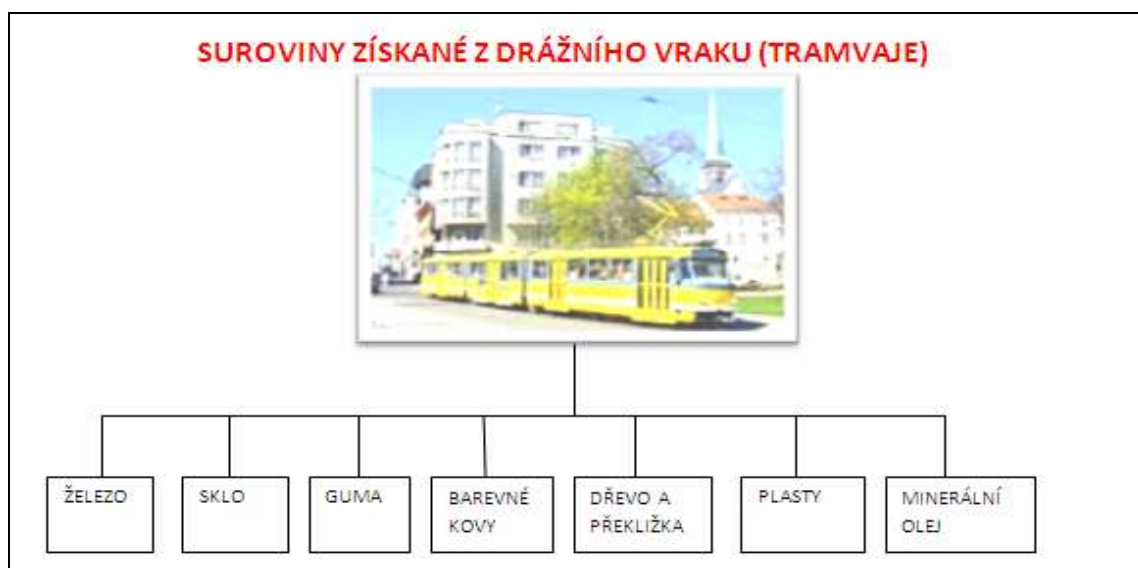 SUROVINY ZÍSKANÉ Z DRÁŽNÍHO VRAKU (TRAMVAJE)
ŽELEZO
SKLO
GUMA
BAREVNÉ
KOVY
DŘEVO A
PŘEKLIŽKA
PLASTY
MINERÁLNÍ
OLEJ